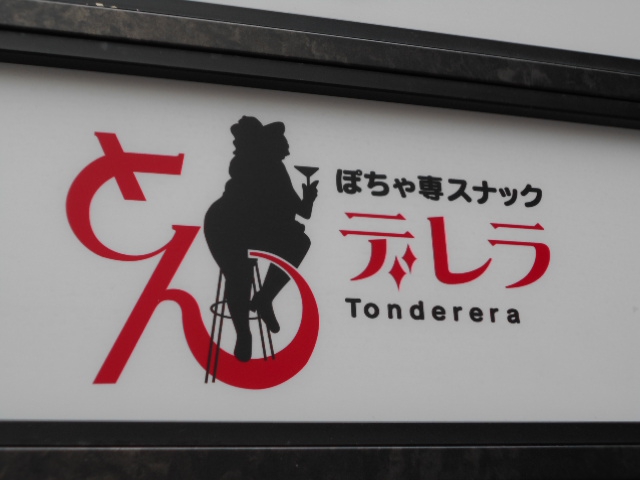 とん
ぽちゃ専スナック
デレラ
Tonderera